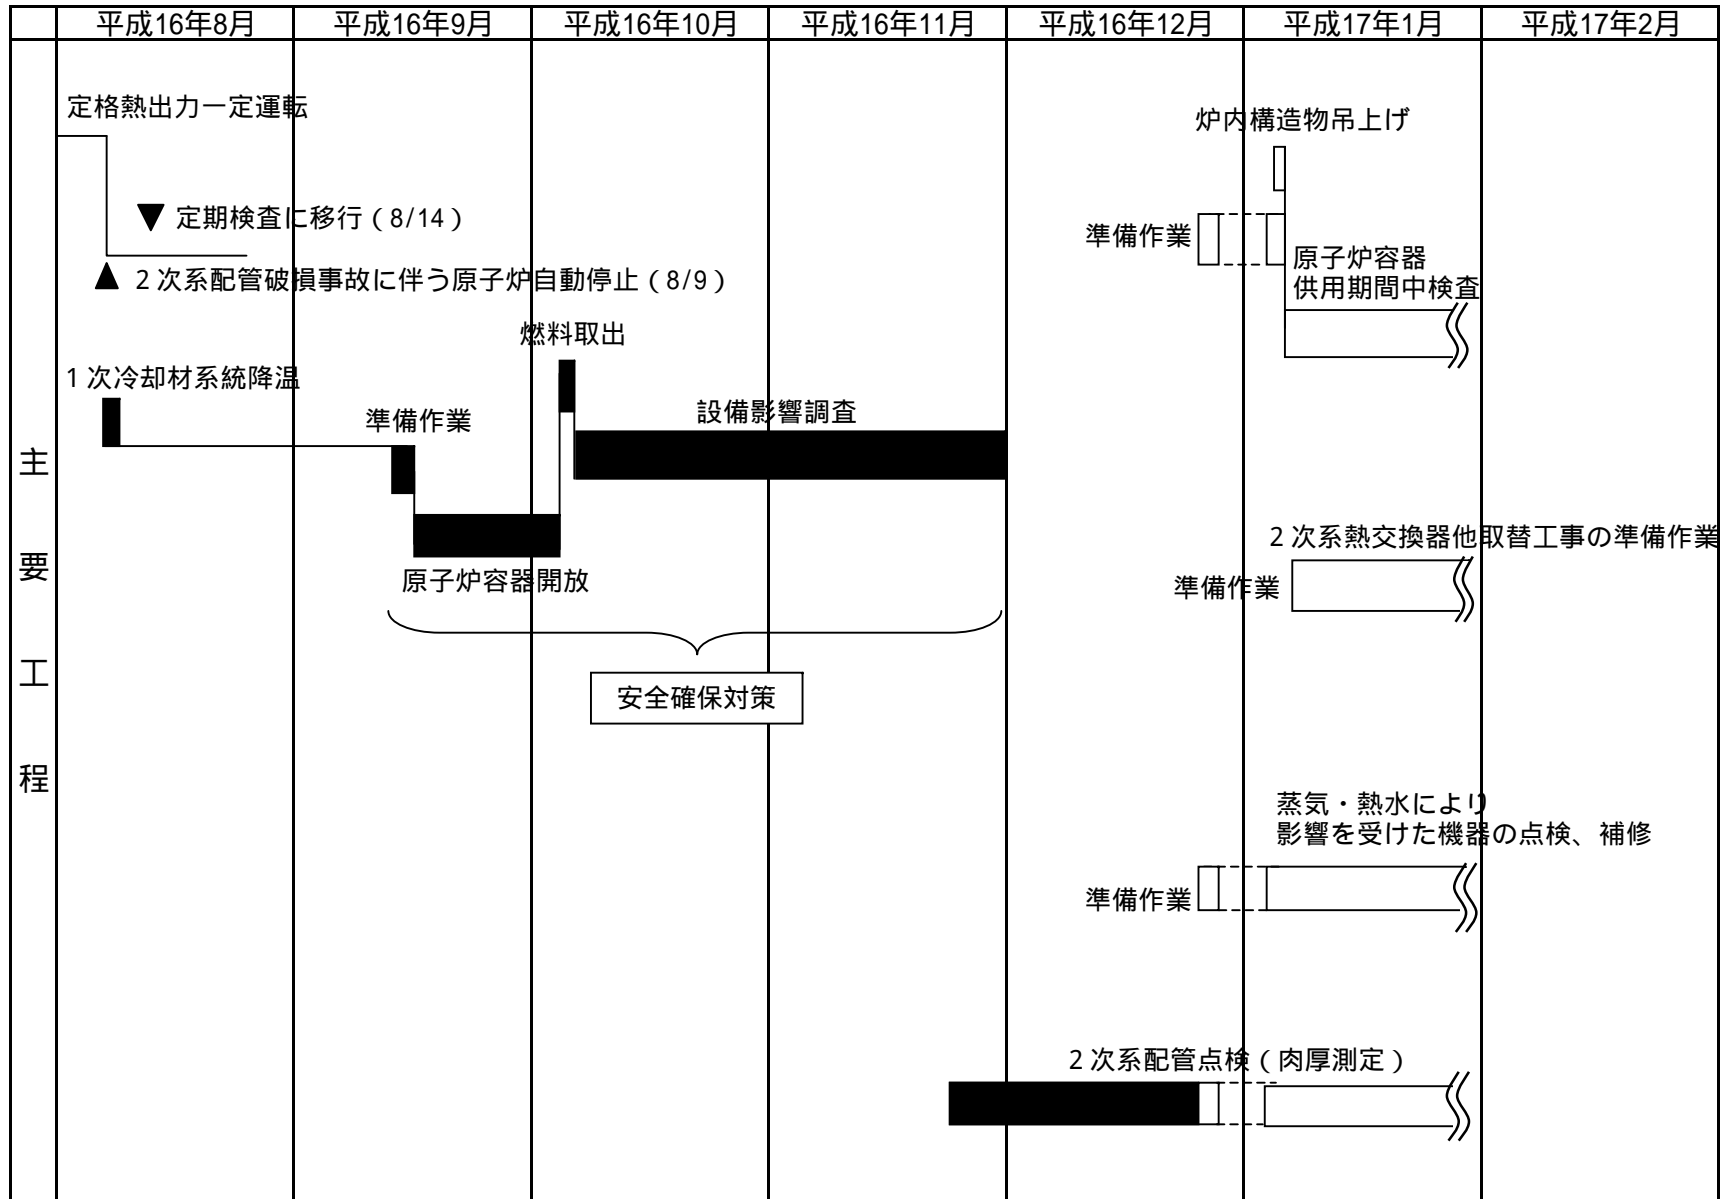 平成16年8月
平成16年9月
平成16年10月
平成16年11月
平成16年12月
平成17年1月
平成17年2月
主要工程
定格熱出力一定運転
▼ 定期検査に移行(8/14)
▲ 2次系配管破損事故に伴う原子炉自動停止(8/9)
炉内構造物吊上げ
準備作業
原子炉容器
供用期間中検査
燃料取出
1次冷却材系統降温
準備作業
設備影響調査
原子炉容器開放
安全確保対策
2次系熱交換器他取替工事の準備作業
準備作業
蒸気・熱水により
影響を受けた機器の点検、補修
準備作業
2次系配管点検(肉厚測定)